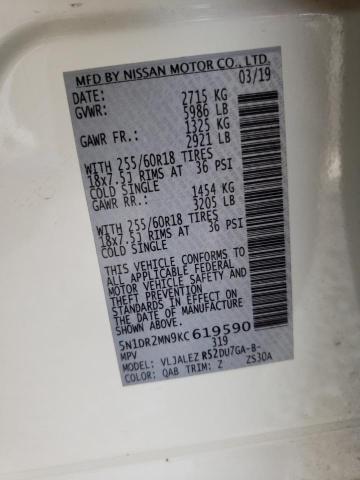 MFD BY NISSAN MOTOR CO., LTD.
DATE: 03/19
GVWR: 2715 KG
5986 LB
GAWR FR.: 1325 KG
2921 LB
WITH 255/60R18 TIRES
18x7.5J RIMS AT 36 PSI
COLD SINGLE
GAWR RR.: 1454 KG
3205 LB
WITH 255/60R18 TIRES
18x7.5J RIMS AT 36 PSI
COLD SINGLE
THIS VEHICLE CONFORMS TO
ALL APPLICABLE FEDERAL
MOTOR VEHICLE SAFETY AND
THEFT PREVENTION
STANDARDS IN EFFECT ON
THE DATE OF MANUFACTURE
SHOWN ABOVE.
5N1DR2MN9KC619590
MPV 319
MODEL: VLJALEZ R52DU7GA-B-
COLOR: QAB TRIM: Z ZS30A